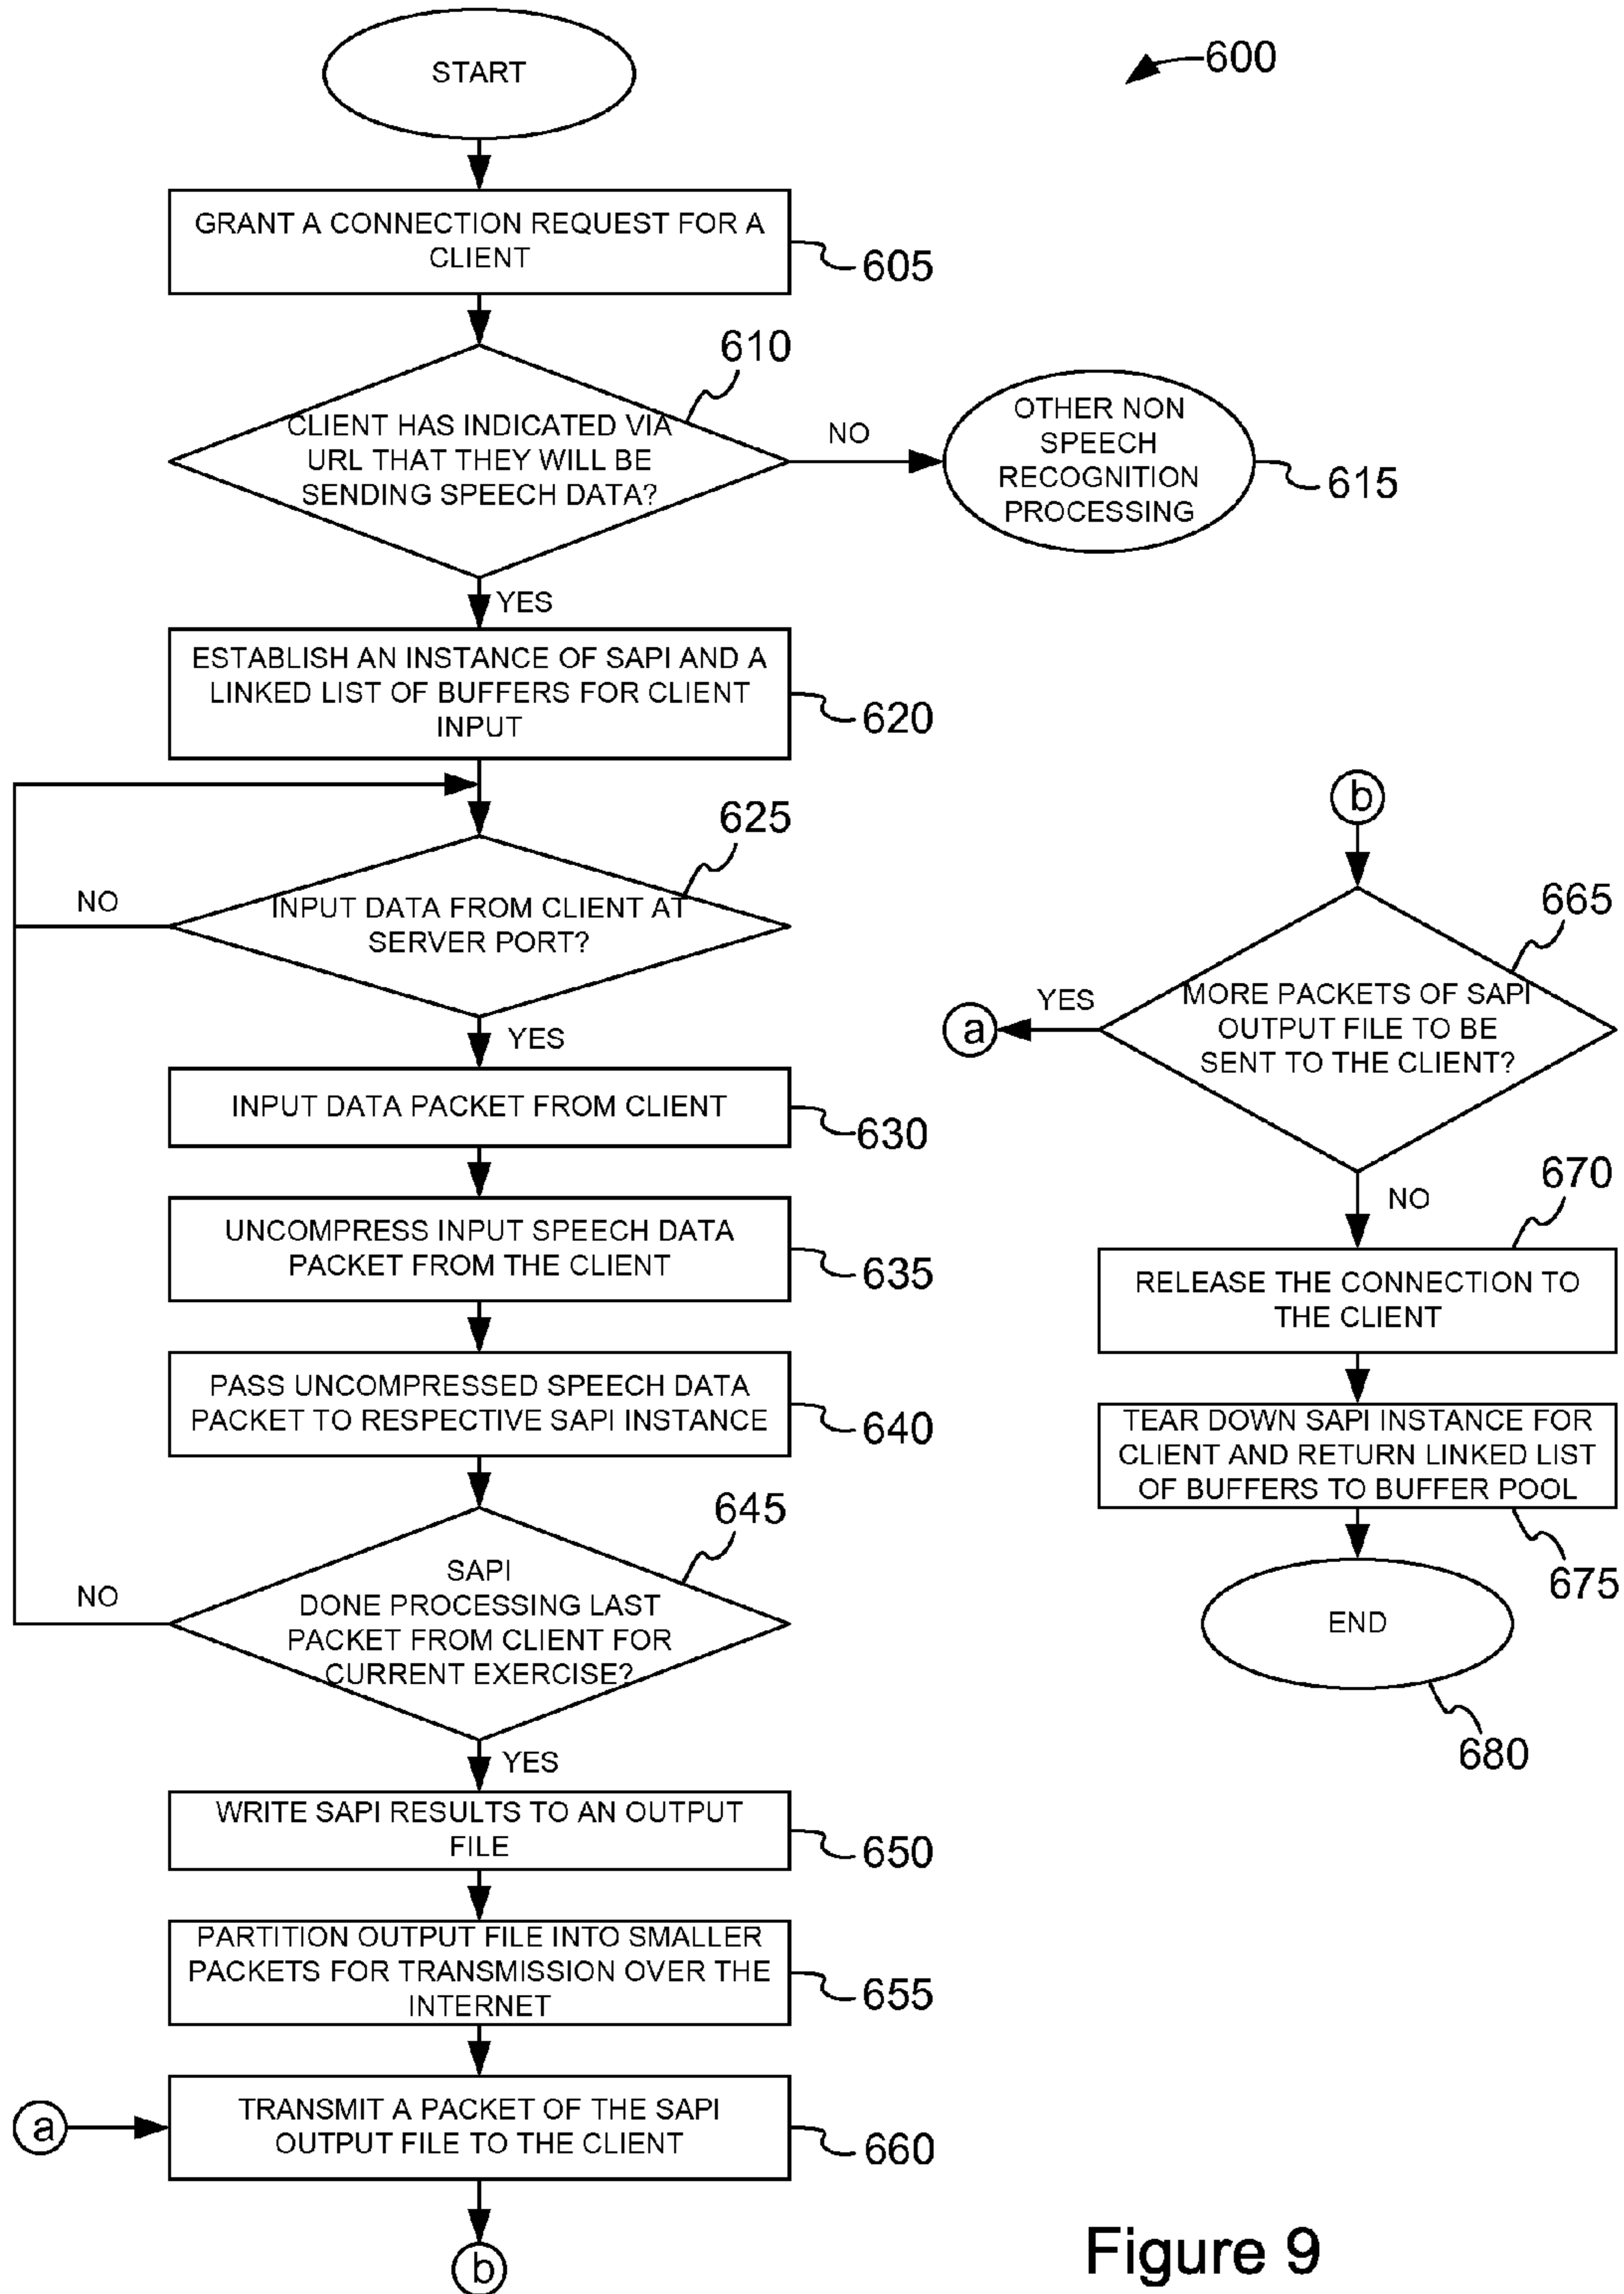 START
600
GRANT A CONNECTION REQUEST FOR A
CLIENT
605
610
CLIENT HAS INDICATED VIA
URL THAT THEY WILL BE
SENDING SPEECH DATA?
NO
OTHER NON
SPEECH
RECOGNITION
PROCESSING
615
YES
ESTABLISH AN INSTANCE OF SAPI AND A
LINKED LIST OF BUFFERS FOR CLIENT
INPUT
620
625
NO
INPUT DATA FROM CLIENT AT
SERVER PORT?
YES
INPUT DATA PACKET FROM CLIENT
630
UNCOMPRESS INPUT SPEECH DATA
PACKET FROM THE CLIENT
635
PASS UNCOMPRESSED SPEECH DATA
PACKET TO RESPECTIVE SAPI INSTANCE
640
645
NO
SAPI
DONE PROCESSING LAST
PACKET FROM CLIENT FOR
CURRENT EXERCISE?
YES
WRITE SAPI RESULTS TO AN OUTPUT
FILE
650
PARTITION OUTPUT FILE INTO SMALLER
PACKETS FOR TRANSMISSION OVER THE
INTERNET
655
a
TRANSMIT A PACKET OF THE SAPI
OUTPUT FILE TO THE CLIENT
660
b
b
665
YES
a
MORE PACKETS OF SAPI
OUTPUT FILE TO BE
SENT TO THE CLIENT?
NO
670
RELEASE THE CONNECTION TO
THE CLIENT
TEAR DOWN SAPI INSTANCE FOR
CLIENT AND RETURN LINKED LIST
OF BUFFERS TO BUFFER POOL
675
END
680
Figure 9